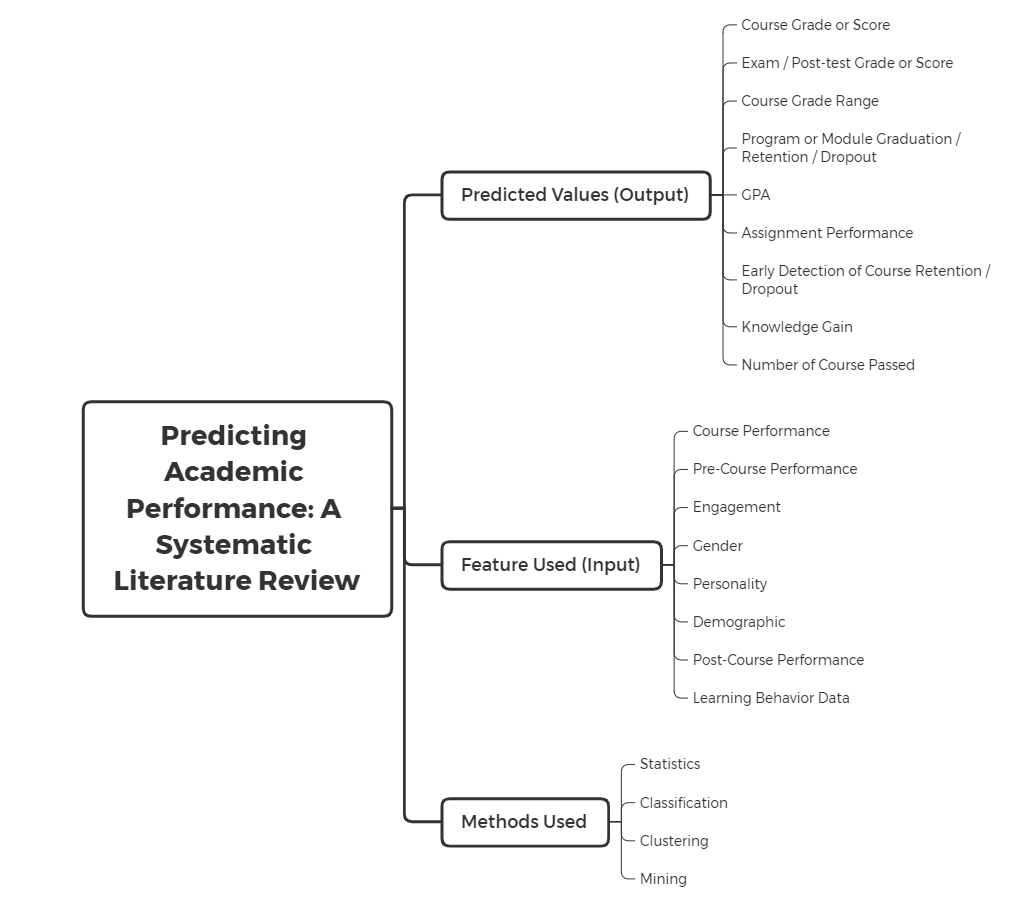 Predicting
Academic
Performance: A
Systematic
Literature Review
Predicted Values (Output)
Course Grade or Score
Exam / Post-test Grade or Score
Course Grade Range
Program or Module Graduation /
Retention / Dropout
GPA
Assignment Performance
Early Detection of Course Retention /
Dropout
Knowledge Gain
Number of Course Passed
Feature Used (Input)
Course Performance
Pre-Course Performance
Engagement
Gender
Personality
Demographic
Post-Course Performance
Learning Behavior Data
Methods Used
Statistics
Classification
Clustering
Mining